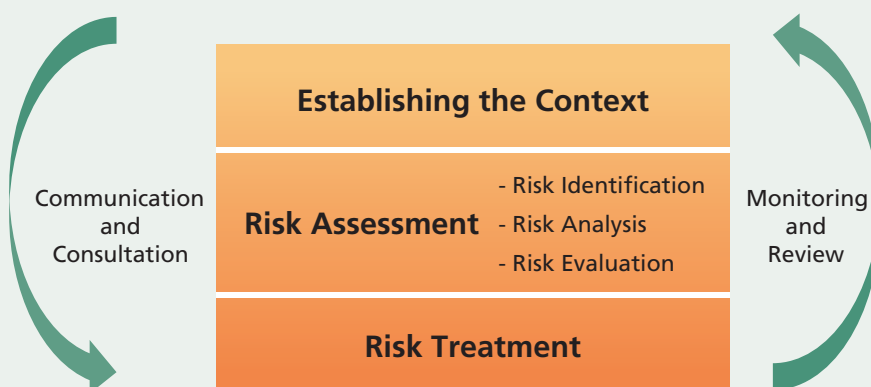 Establishing the Context
Communication
and
Consultation
Risk Assessment
- Risk Identification
- Risk Analysis
- Risk Evaluation
Monitoring
and
Review
Risk Treatment